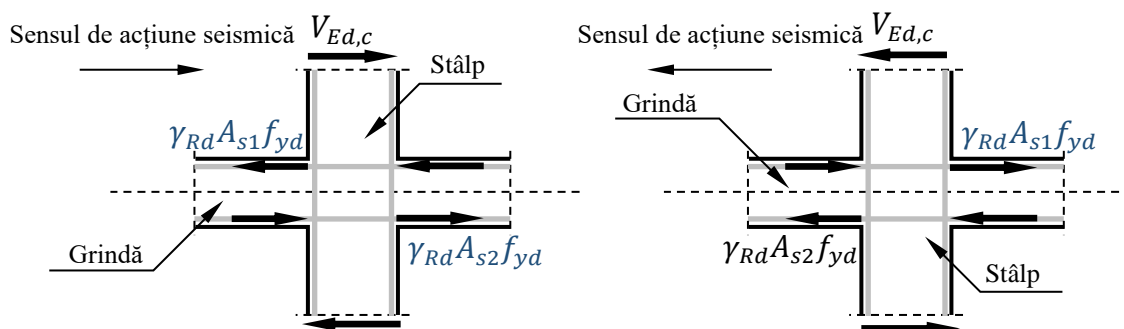 Sensul de acțiune seismică
V_{Ed,c}
Stâlp
γ_{Rd}A_{s1}f_{yd}
Grindă
γ_{Rd}A_{s2}f_{yd}
Sensul de acțiune seismică
V_{Ed,c}
Grindă
γ_{Rd}A_{s1}f_{yd}
γ_{Rd}A_{s2}f_{yd}
Stâlp